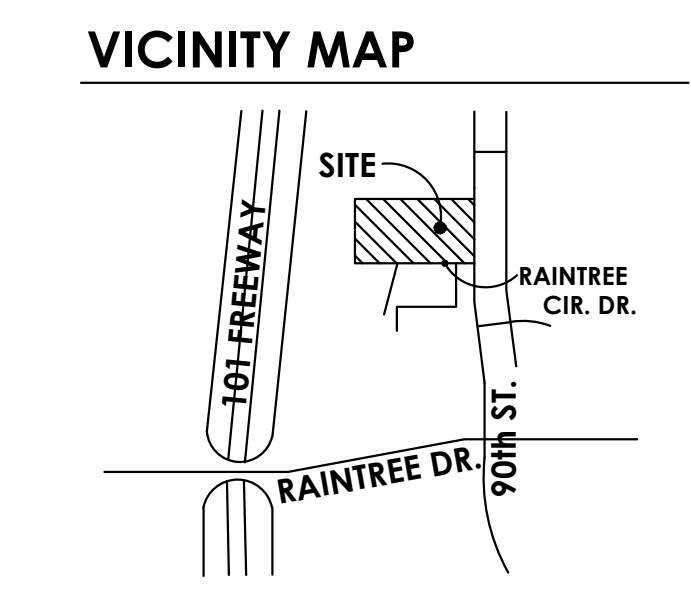 VICINITY MAP
SITE
101 FREEWAY
RAINTREE
CIR. DR.
90th ST.
RAINTREE DR.